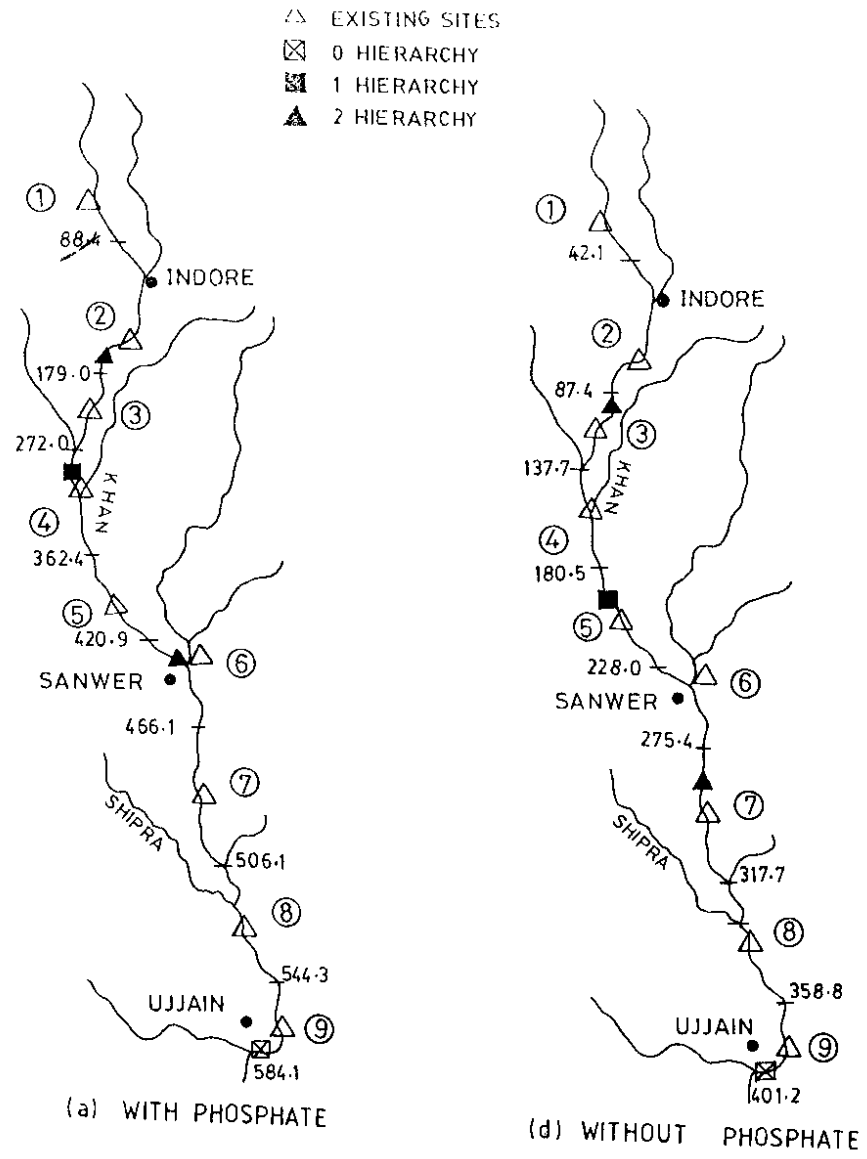 EXISTING SITES
0 HIERARCHY
1 HIERARCHY
2 HIERARCHY
1
88.4
INDORE
2
179.0
3
272.0
KHAN
4
362.4
5
420.9
6
SANWER
466.1
7
SHIPRA
506.1
8
544.3
UJJAIN
9
584.1
(a) WITH PHOSPHATE
1
42.1
INDORE
2
87.4
3
137.7
KHAN
4
180.5
5
228.0
6
SANWER
275.4
7
SHIPRA
317.7
8
358.8
UJJAIN
9
401.2
(d) WITHOUT PHOSPHATE